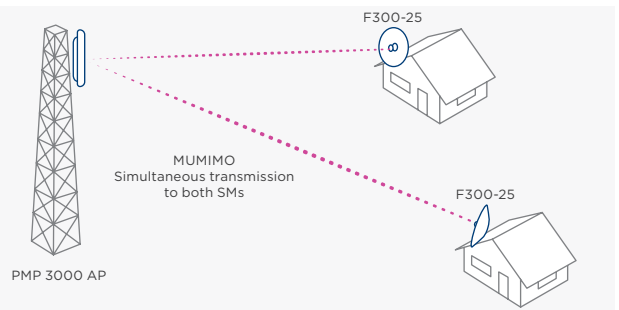 F300-25
MUMIMO
Simultaneous transmission
to both SMs
F300-25
PMP 3000 AP